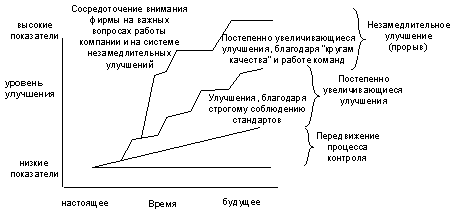 Сосредоточение внимания
фирмы на важных
вопросах работы
компании и на системе
незамедлительных
улучшений
высокие
показатели
уровень
улучшения
низкие
показатели
Постепенно увеличивающиеся
улучшения, благодаря "кругам
качества" и работе команд
Улучшения, благодаря
строгому соблюдению
стандартов
Незамедлительное
улучшение
(прорыв)
Постепенно
увеличивающиеся
улучшения
Передвижение
процесса
контроля
настоящее
Время
будущее